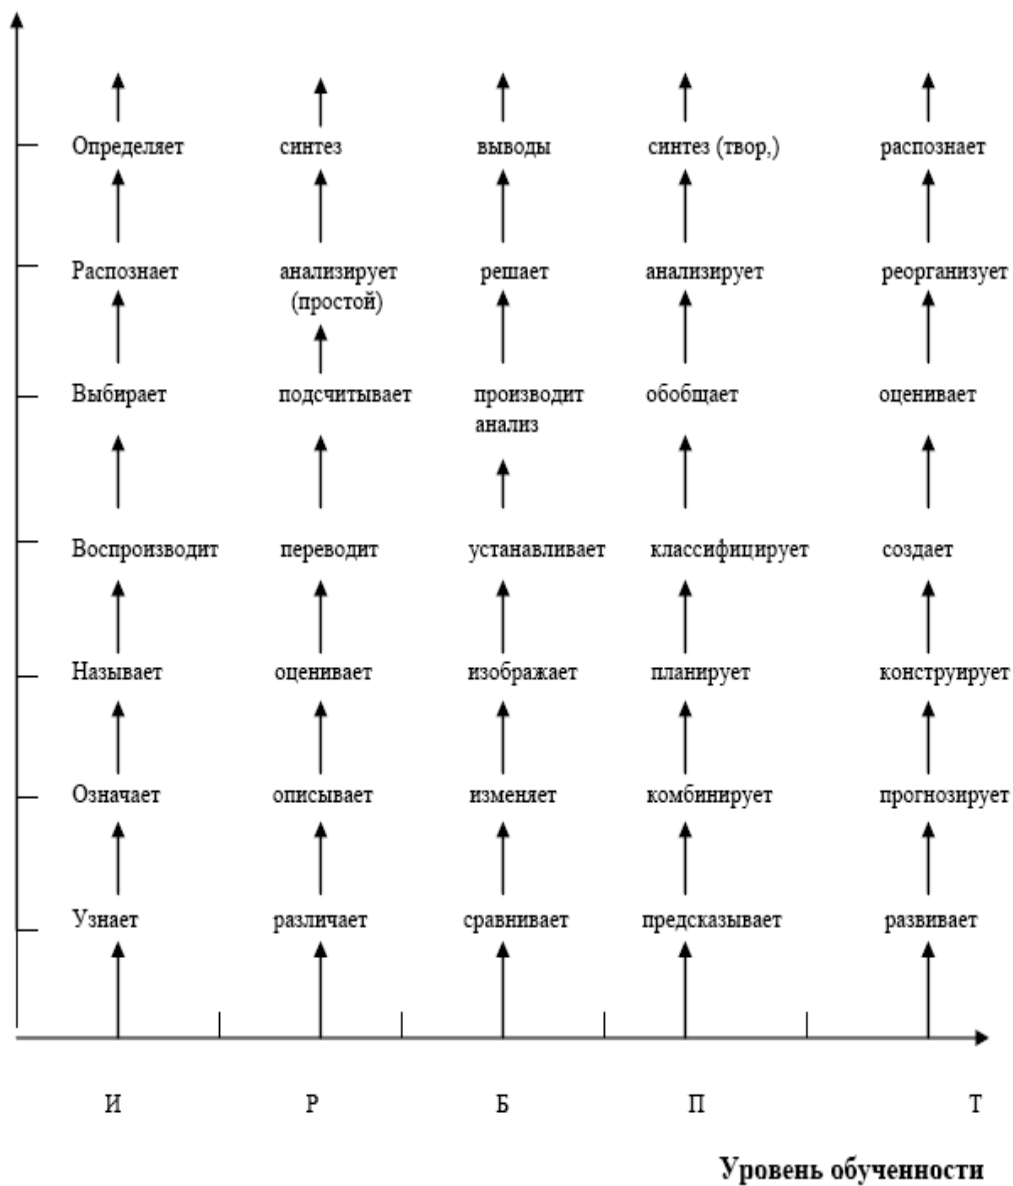 Определяет синтез выводы синтез (твор,) распознает
Распознает анализирует решает анализирует реорганизует
(простой)
Выбирает подсчитывает производит обобщает оценивает
анализ
Воспроизводит переводит устанавливает классифицирует создает
Называет оценивает изображает планирует конструирует
Означает описывает изменяет комбинирует прогнозирует
Узнает различает сравнивает предсказывает развивает
И Р Б П Т
Уровень обученности